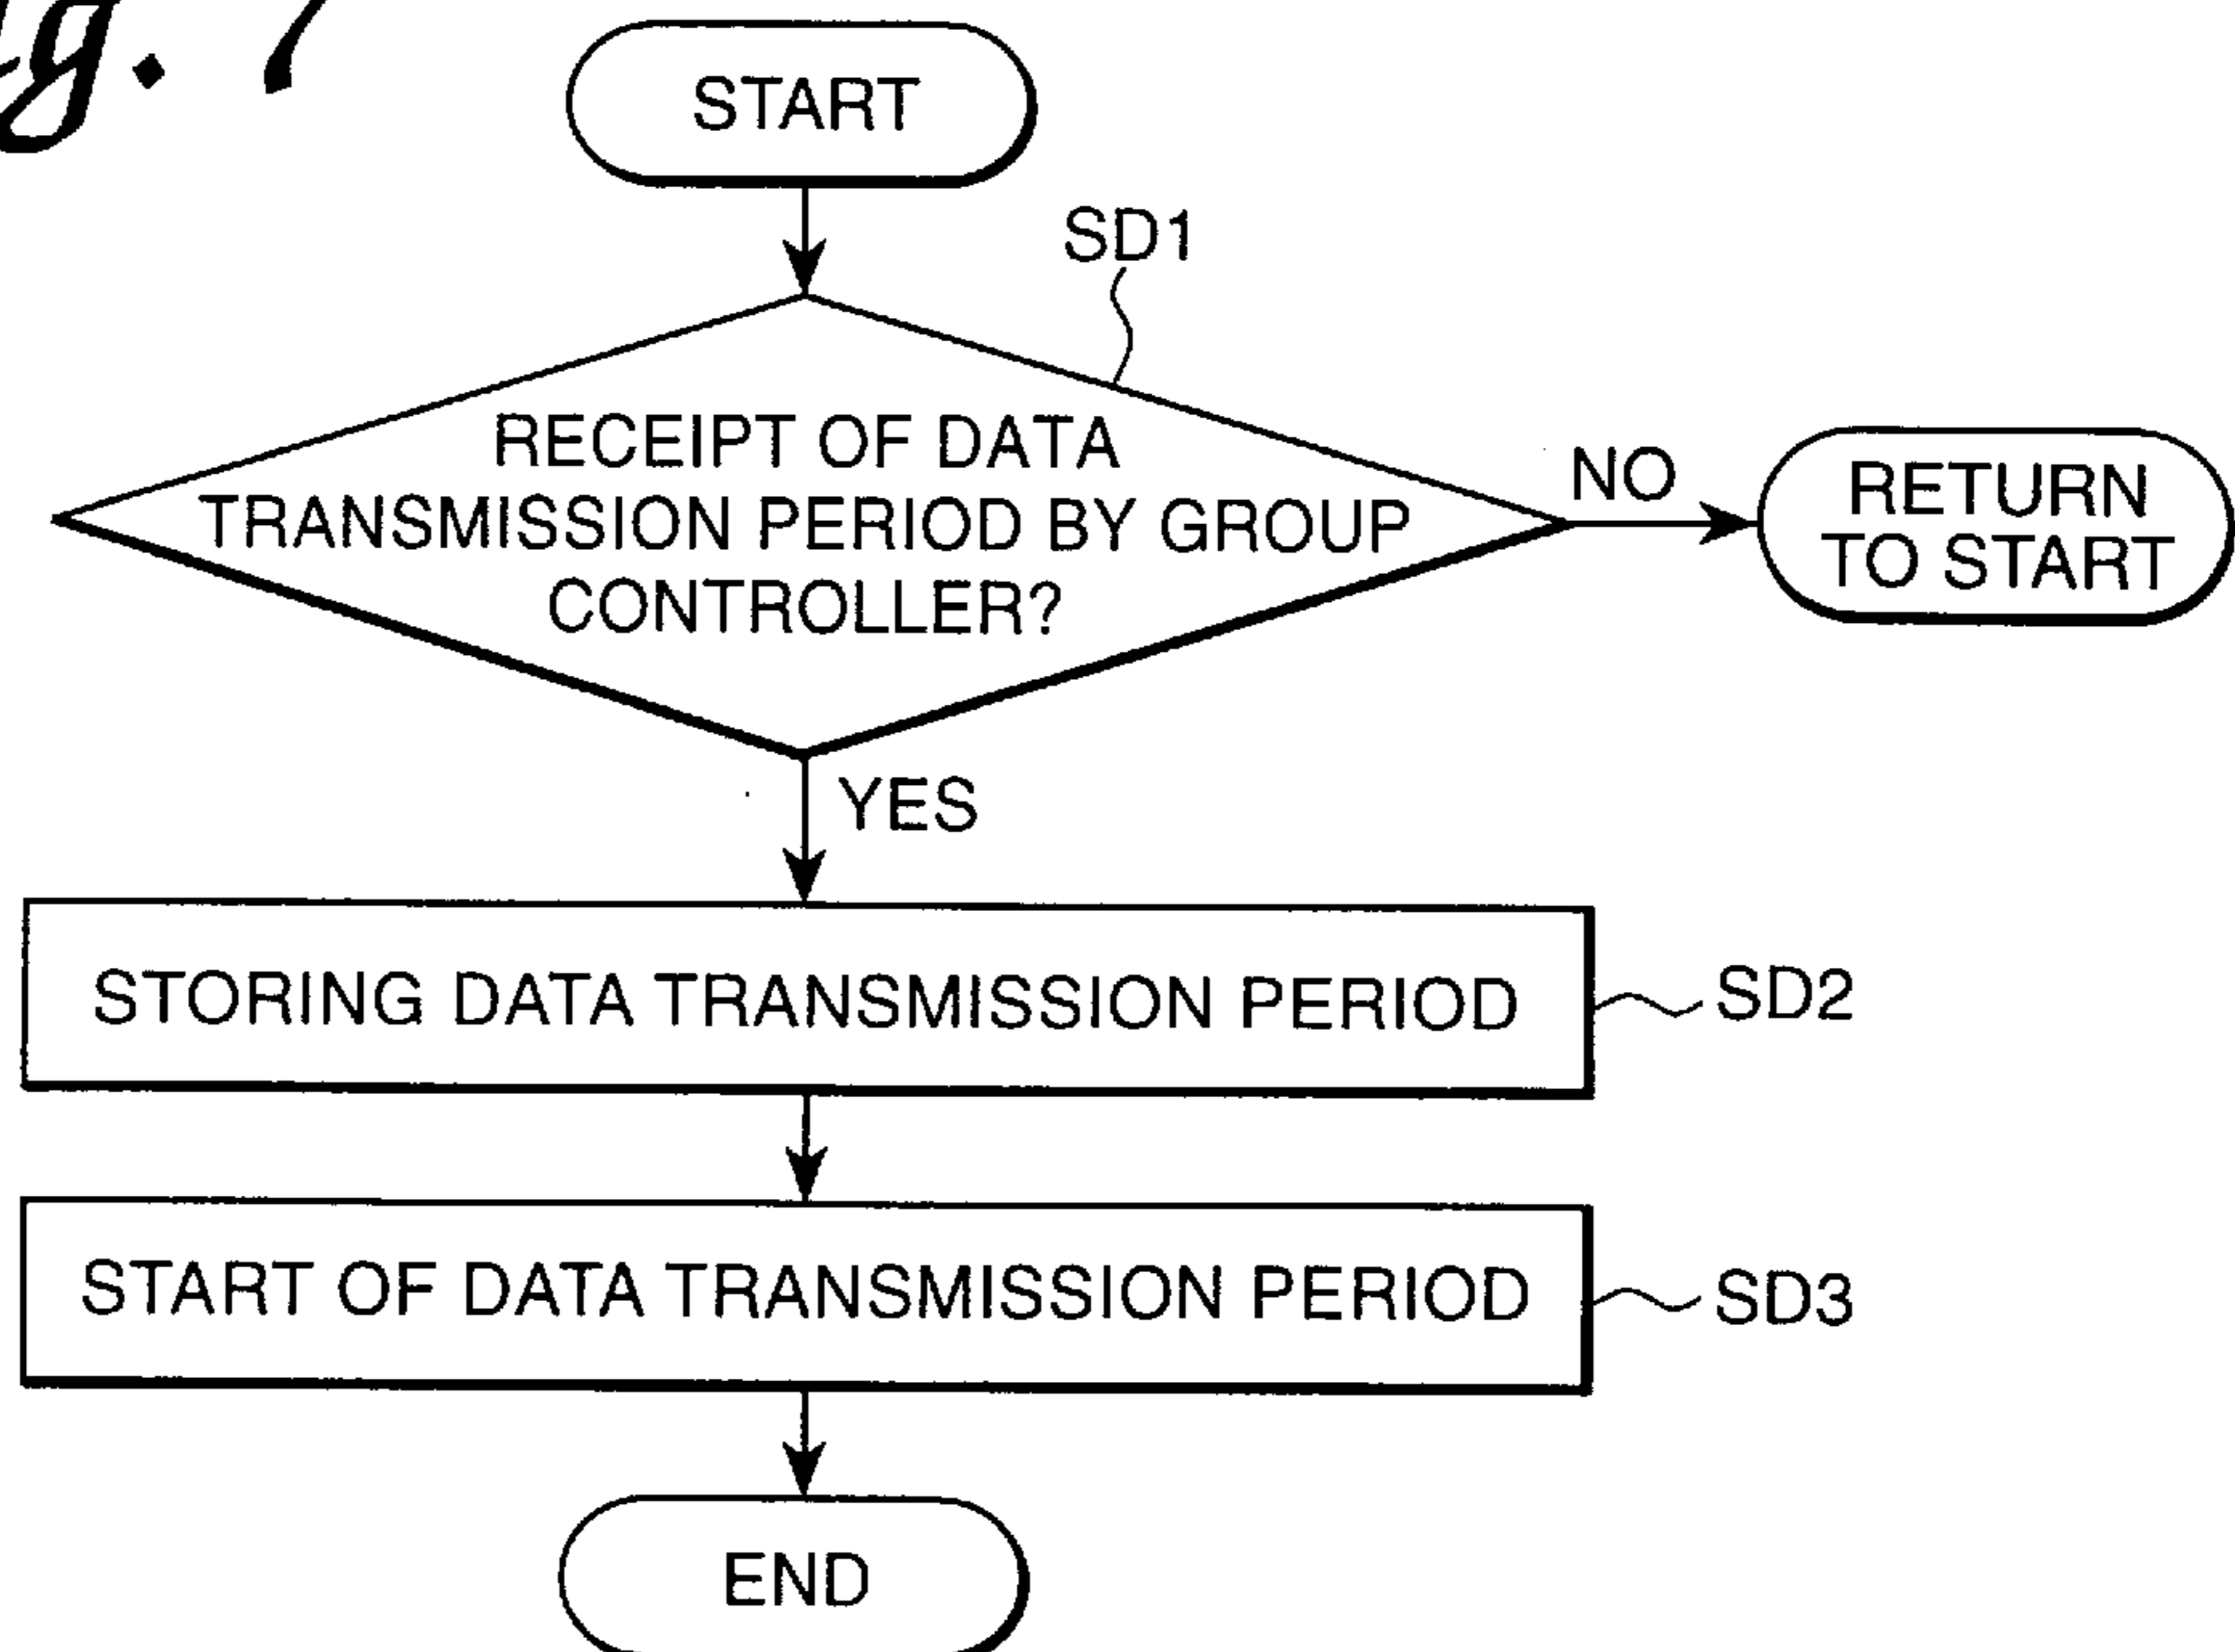 g. 7
START
SD1
RECEIPT OF DATA
TRANSMISSION PERIOD BY GROUP
CONTROLLER?
NO
RETURN
TO START
YES
STORING DATA TRANSMISSION PERIOD
SD2
START OF DATA TRANSMISSION PERIOD
SD3
END